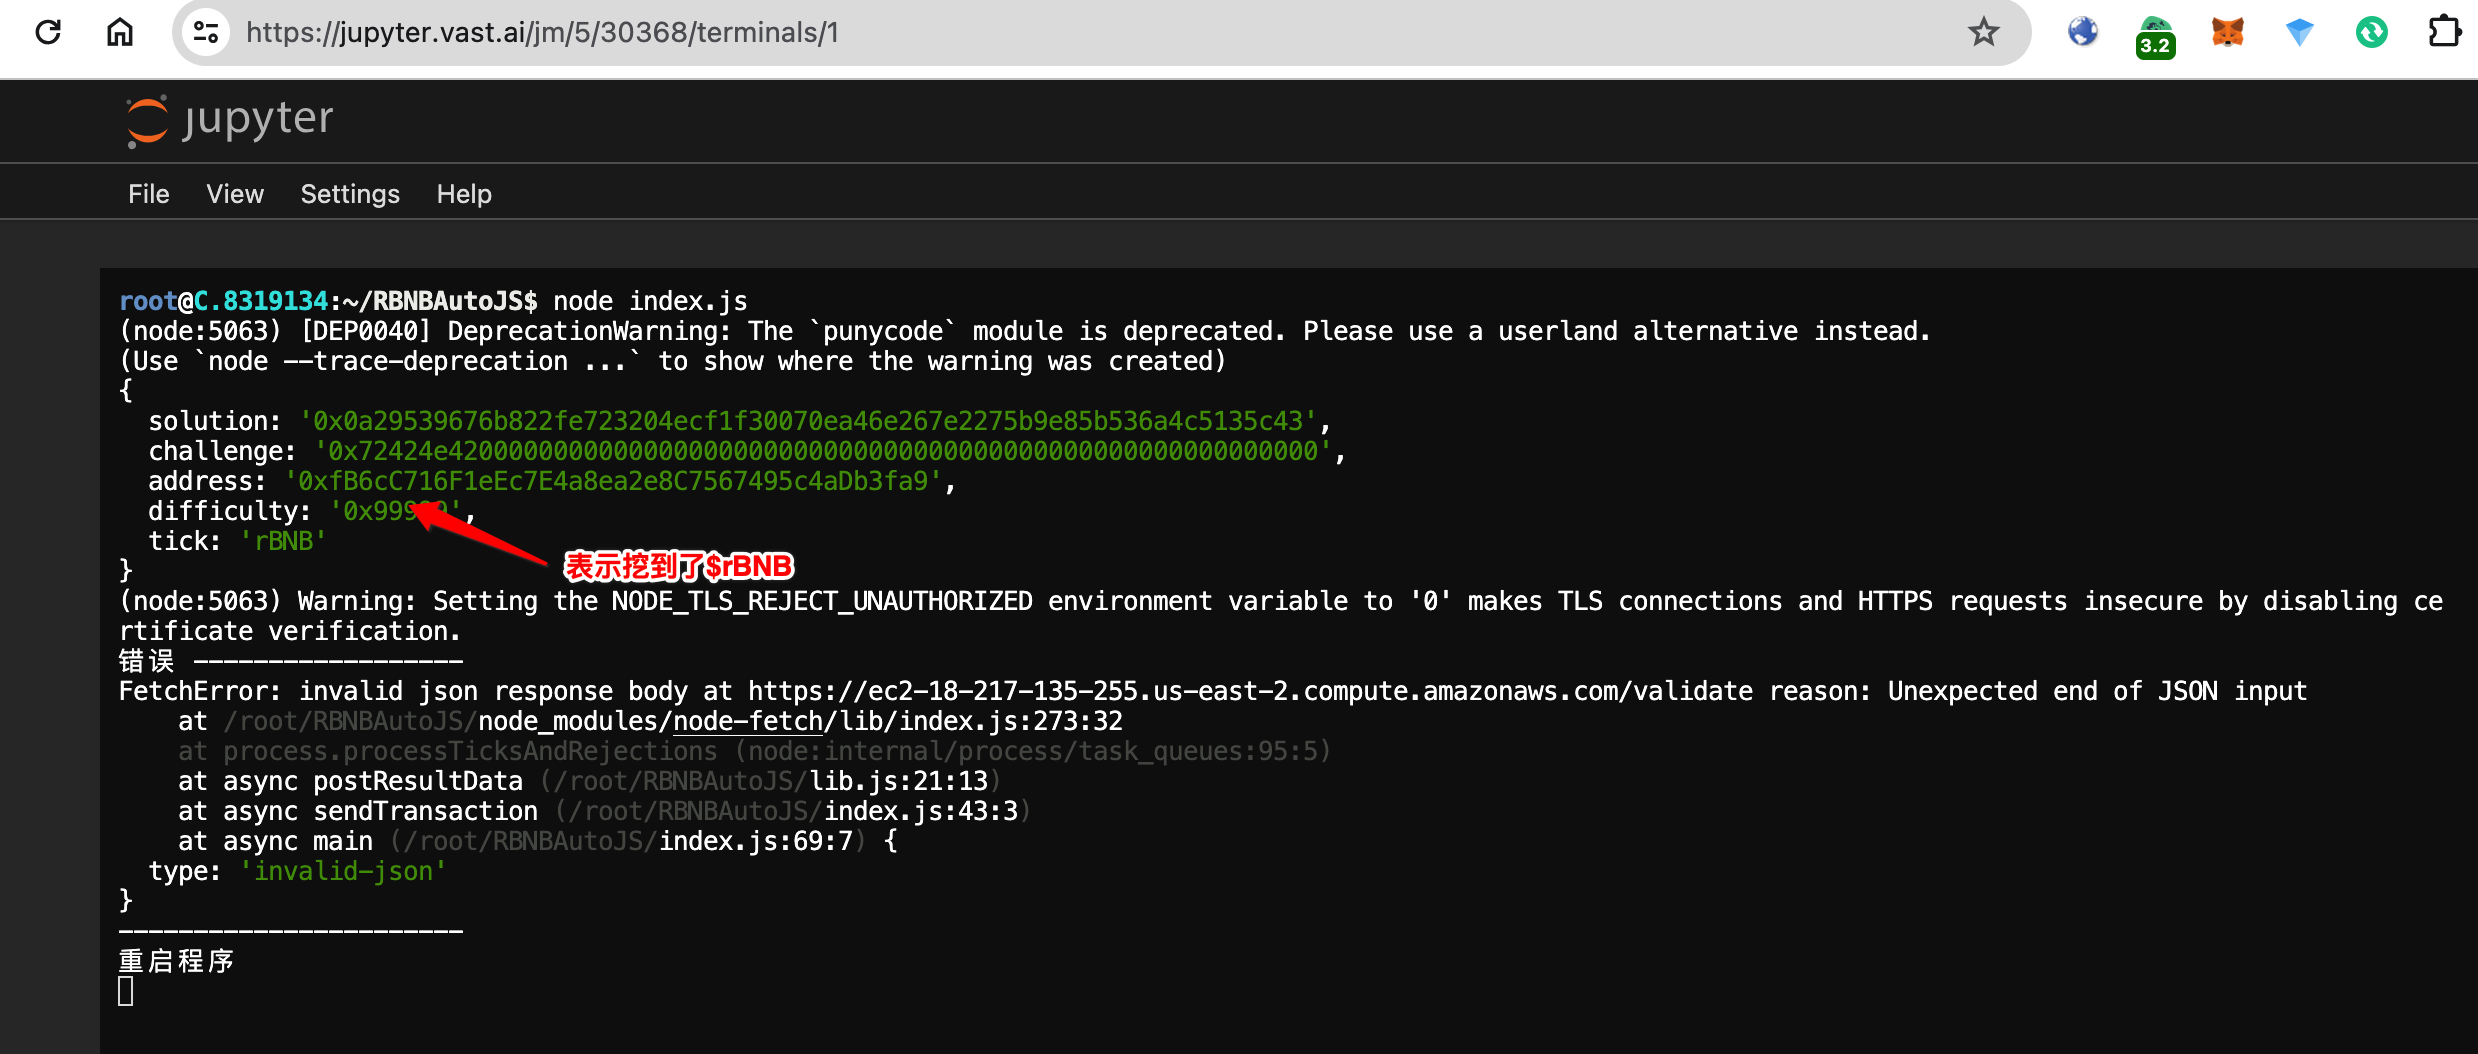 https://jupyter.vast.ai/jm/5/30368/terminals/1
3.2
jupyter
File View Settings Help
root@C.8319134:~/RBNBAutoJS$ node index.js
(node:5063) [DEP0040] DeprecationWarning: The `punycode` module is deprecated. Please use a userland alternative instead.
(Use `node --trace-deprecation ...` to show where the warning was created)
{
solution: '0x0a29539676b822fe723204ecf1f30070ea46e267e2275b9e85b536a4c5135c43',
challenge: '0x72424e4200000000000000000000000000000000000000000000000000000000',
address: '0xfB6cC716F1eEc7E4a8ea2e8C7567495c4aDb3fa9',
difficulty: '0x99999',
tick: 'rBNB'
表示挖到了$rBNB
}
(node:5063) Warning: Setting the NODE_TLS_REJECT_UNAUTHORIZED environment variable to '0' makes TLS connections and HTTPS requests insecure by disabling ce
rtificate verification.
错误 ------------------
FetchError: invalid json response body at https://ec2-18-217-135-255.us-east-2.compute.amazonaws.com/validate reason: Unexpected end of JSON input
at /root/RBNBAutoJS/node_modules/node-fetch/lib/index.js:273:32
at process.processTicksAndRejections (node:internal/process/task_queues:95:5)
at async postResultData (/root/RBNBAutoJS/lib.js:21:13)
at async sendTransaction (/root/RBNBAutoJS/index.js:43:3)
at async main (/root/RBNBAutoJS/index.js:69:7) {
type: 'invalid-json'
}
-----------------------
重启程序